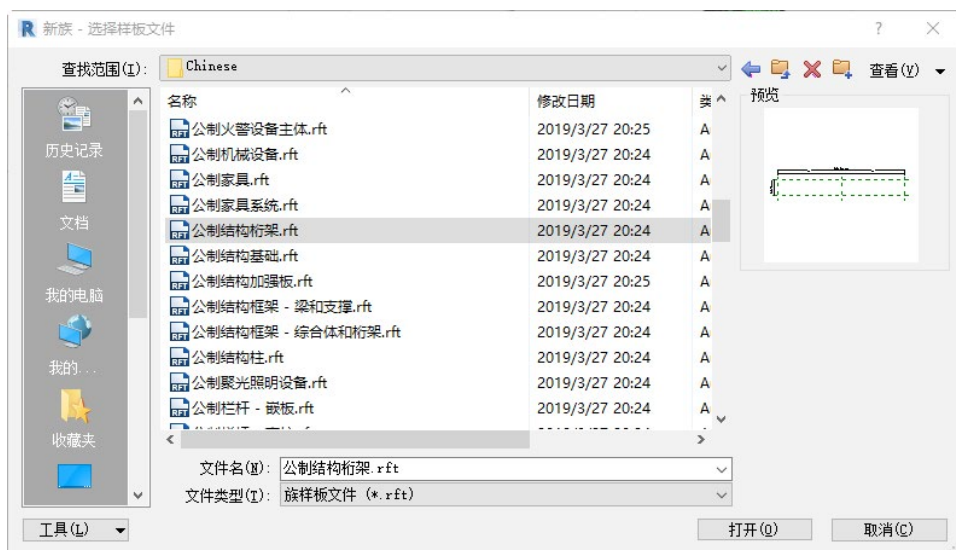 新族 - 选择样板文件
查找范围(I):
Chinese
查看(V)
名称
修改日期
类
预览
公制火警设备主体.rft 2019/3/27 20:25 A
公制机械设备.rft 2019/3/27 20:24 A
公制家具.rft 2019/3/27 20:24 A
公制家具系统.rft 2019/3/27 20:24 A
公制结构桁架.rft 2019/3/27 20:24 A
公制结构基础.rft 2019/3/27 20:24 A
公制结构加强板.rft 2019/3/27 20:25 A
公制结构框架 - 梁和支撑.rft 2019/3/27 20:24 A
公制结构框架 - 综合体和桁架.rft 2019/3/27 20:24 A
公制结构柱.rft 2019/3/27 20:24 A
公制聚光照明设备.rft 2019/3/27 20:24 A
公制栏杆 - 嵌板.rft 2019/3/27 20:24 A
历史记录
文档
我的电脑
我的...
收藏夹
文件名(N): 公制结构桁架.rft
文件类型(T): 族样板文件 (*.rft)
工具(L)
打开(O)
取消(C)